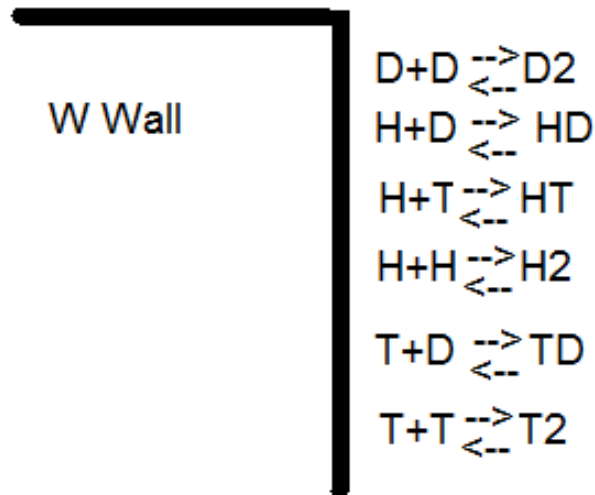 D+D --> <-- D2
W Wall
H+D --> <-- HD
H+T --> <-- HT
H+H --> <-- H2
T+D --> <-- TD
T+T --> <-- T2